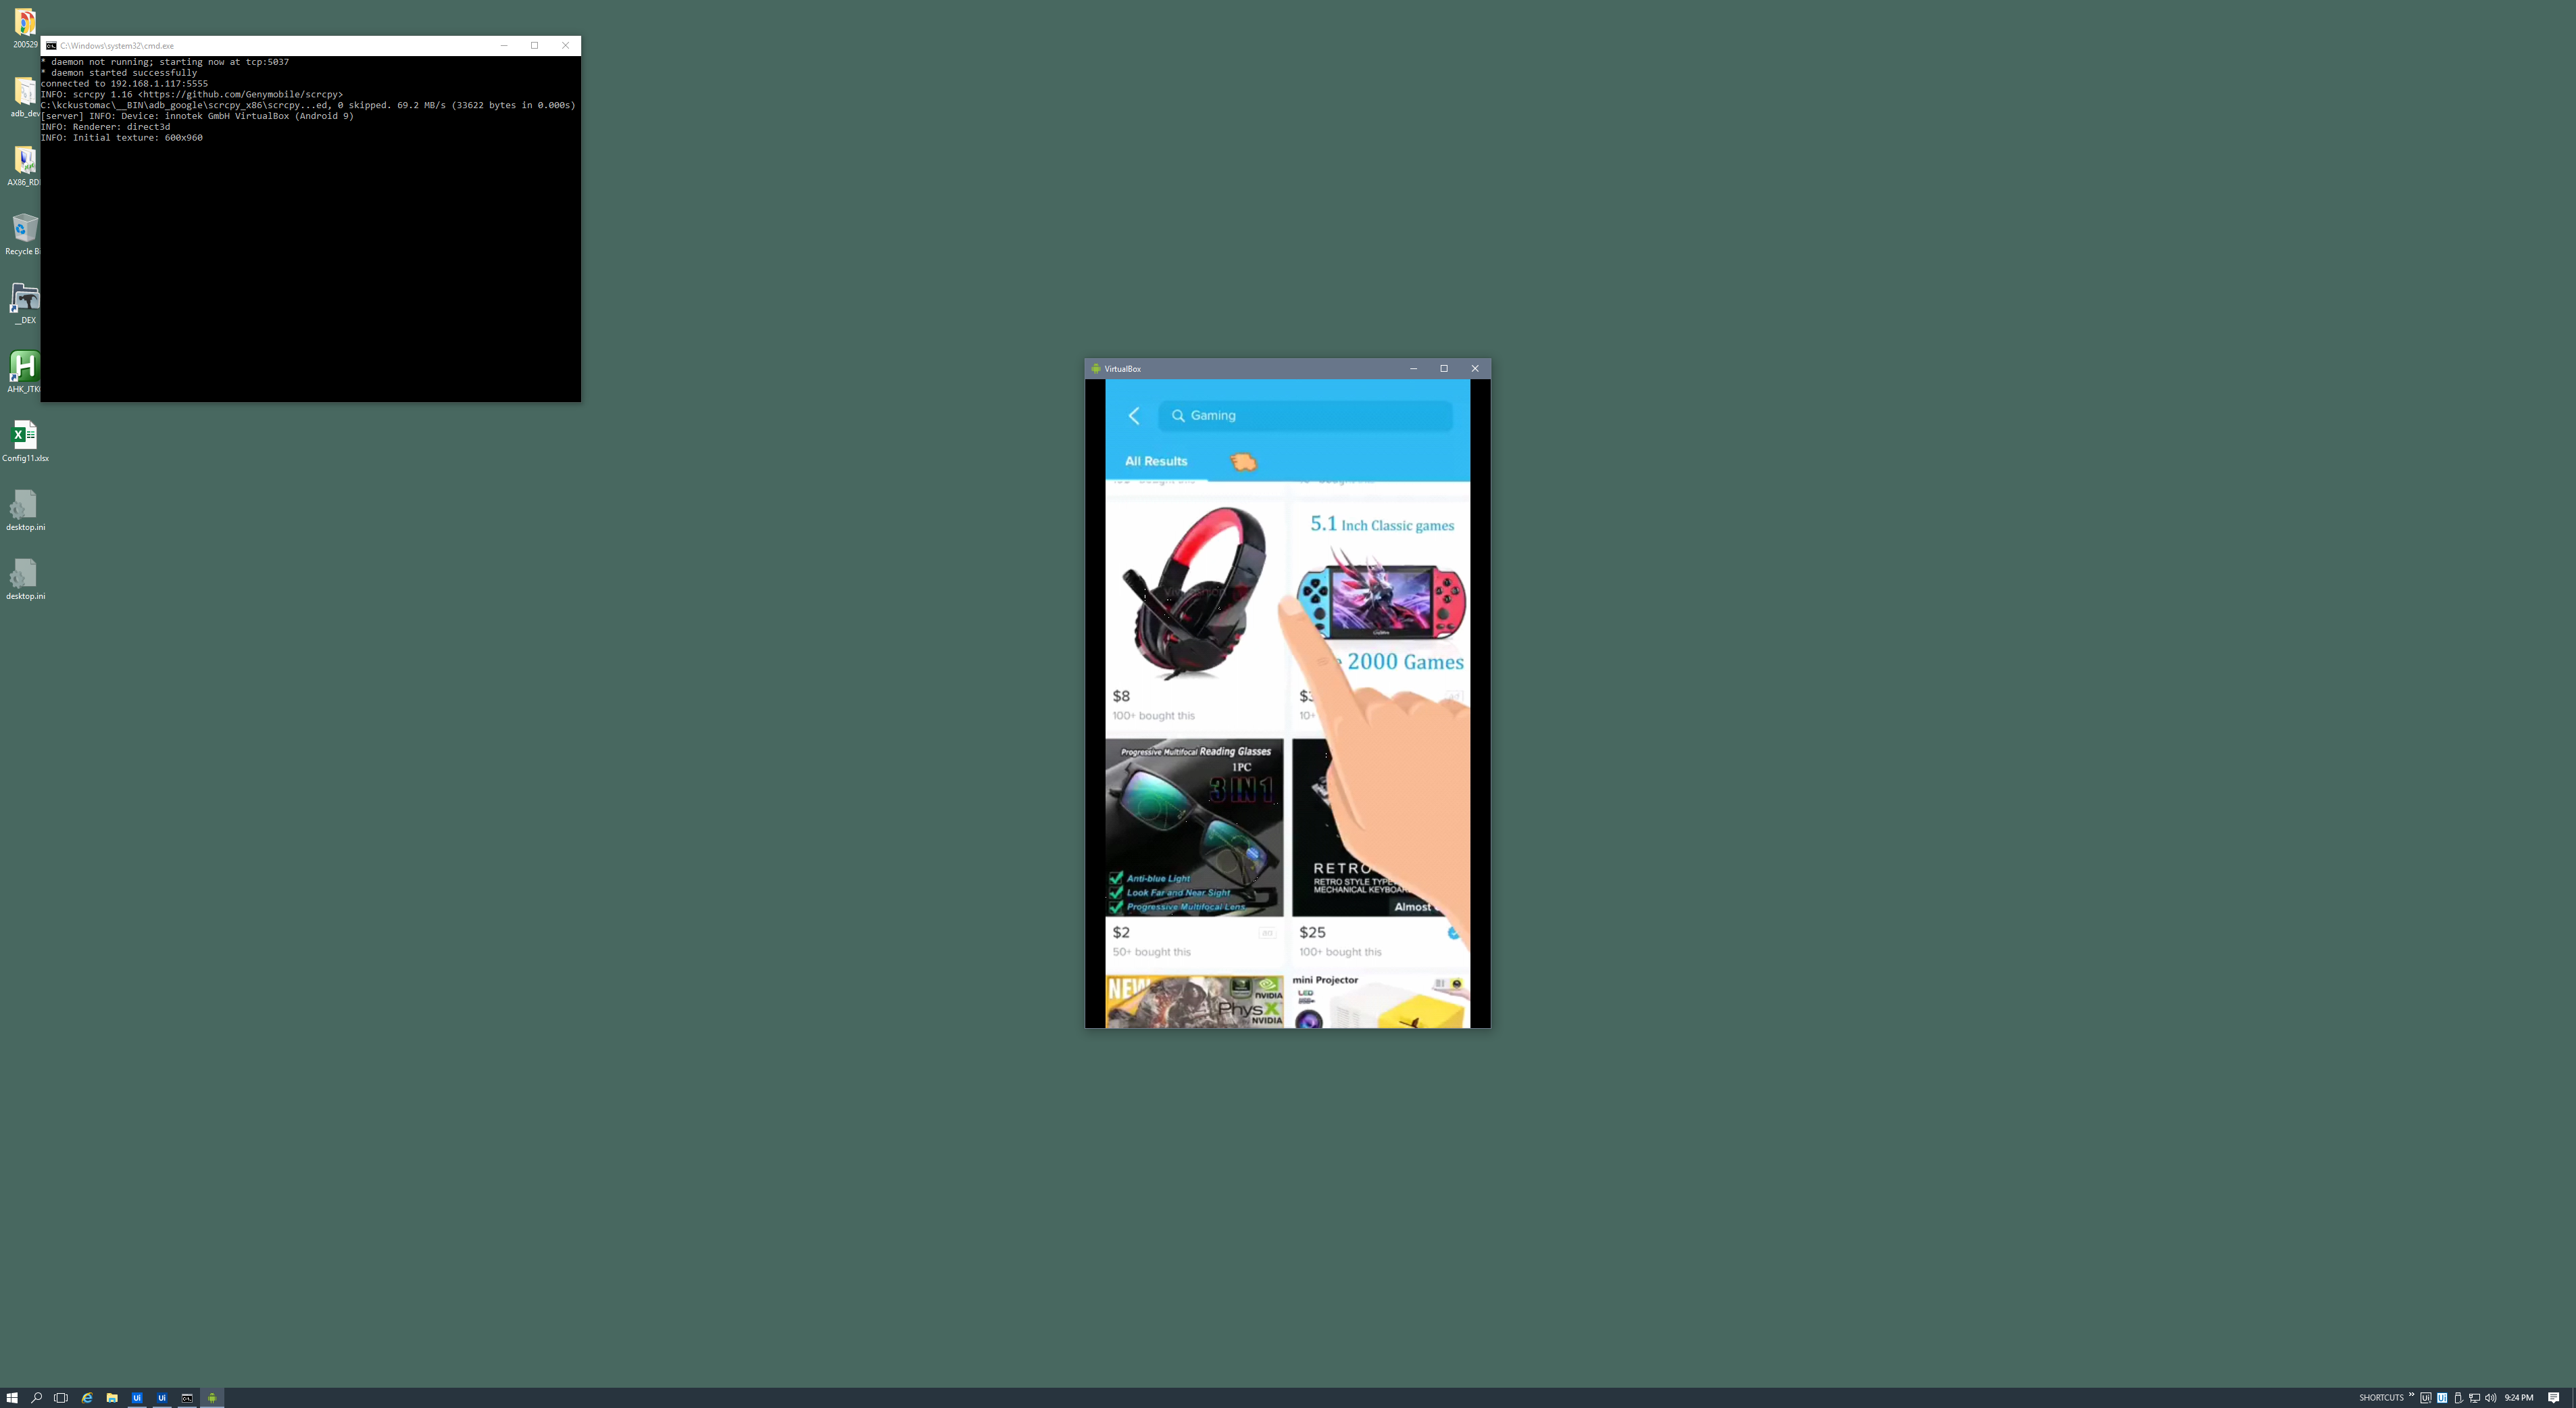 200529
adb_dev
AX86_RD
Recycle B
__DEX
AHK_JTK
Config11.xlsx
desktop.ini
desktop.ini
C:\Windows\system32\cmd.exe
* daemon not running; starting now at tcp:5037
* daemon started successfully
connected to 192.168.1.117:5555
INFO: scrcpy 1.16 <https://github.com/Genymobile/scrcpy>
C:\kckustomac\__BIN\adb_google\scrcpy_x86\scrcpy...ed, 0 skipped. 69.2 MB/s (33622 bytes in 0.000s)
[server] INFO: Device: innotek GmbH VirtualBox (Android 9)
INFO: Renderer: direct3d
INFO: Initial texture: 600x960
VirtualBox
Gaming
All Results
5.1 Inch Classic games
2000 Games
$8
100+ bought this
10+
Progressive Multifocal Reading Glasses
1PC
3 IN 1
Anti-blue Light
Look Far and Near Sight
Progressive Multifocal Lens
RETRO
RETRO STYLE
MECHANICAL
Almost
$2
50+ bought this
$25
100+ bought this
NEW
NVIDIA
PhysX
NVIDIA
mini Projector
LED
SHORTCUTS
9:24 PM